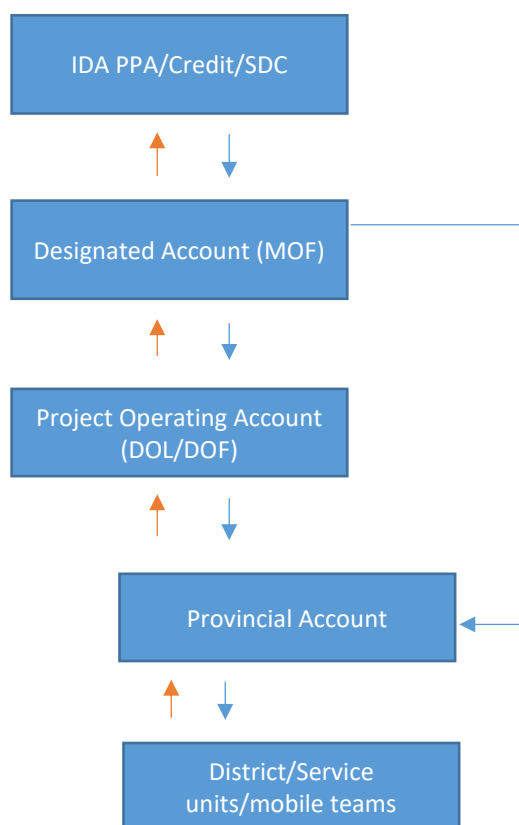 IDA PPA/Credit/SDC
Designated Account (MOF)
Project Operating Account
(DOL/DOF)
Provincial Account
District/Service
units/mobile teams